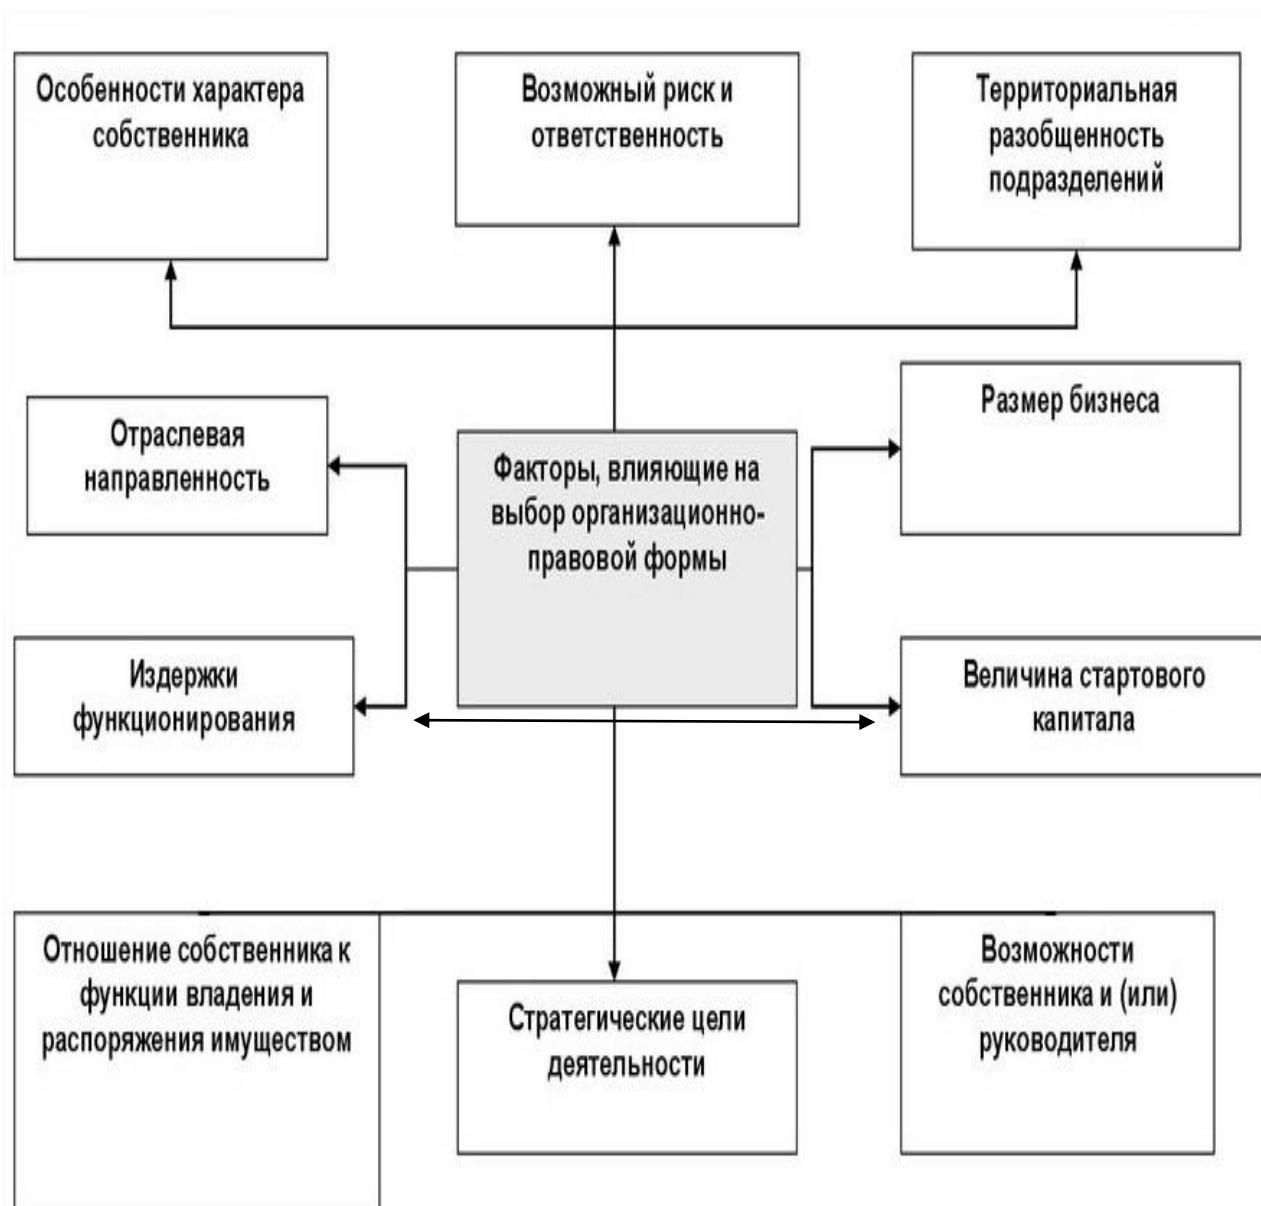 Особенности характера
собственника
Возможный риск и
ответственность
Территориальная
разобщенность
подразделений
Отраслевая
направленность
Факторы, влияющие на
выбор организационно-
правовой формы
Размер бизнеса
Издержки
функционирования
Величина стартового
капитала
Отношение собственника к
функции владения и
распоряжения имуществом
Стратегические цели
деятельности
Возможности
собственника и (или)
руководителя